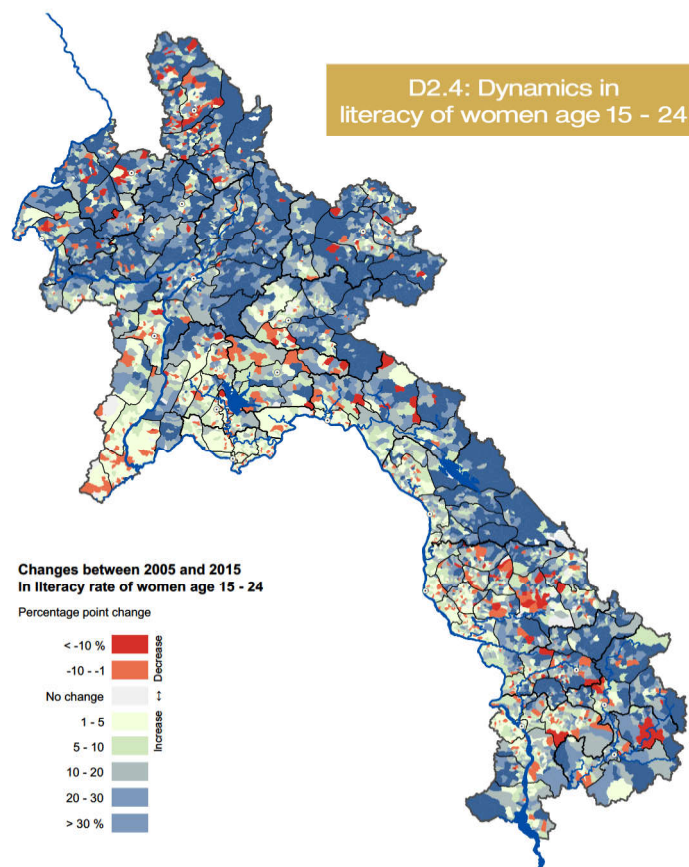 D2.4: Dynamics in
literacy of women age 15 - 24
Changes between 2005 and 2015
In literacy rate of women age 15 - 24
Percentage point change
< -10 %
-10 - -1
No change
1 - 5
5 - 10
10 - 20
20 - 30
> 30 %
Decrease
↔
Increase